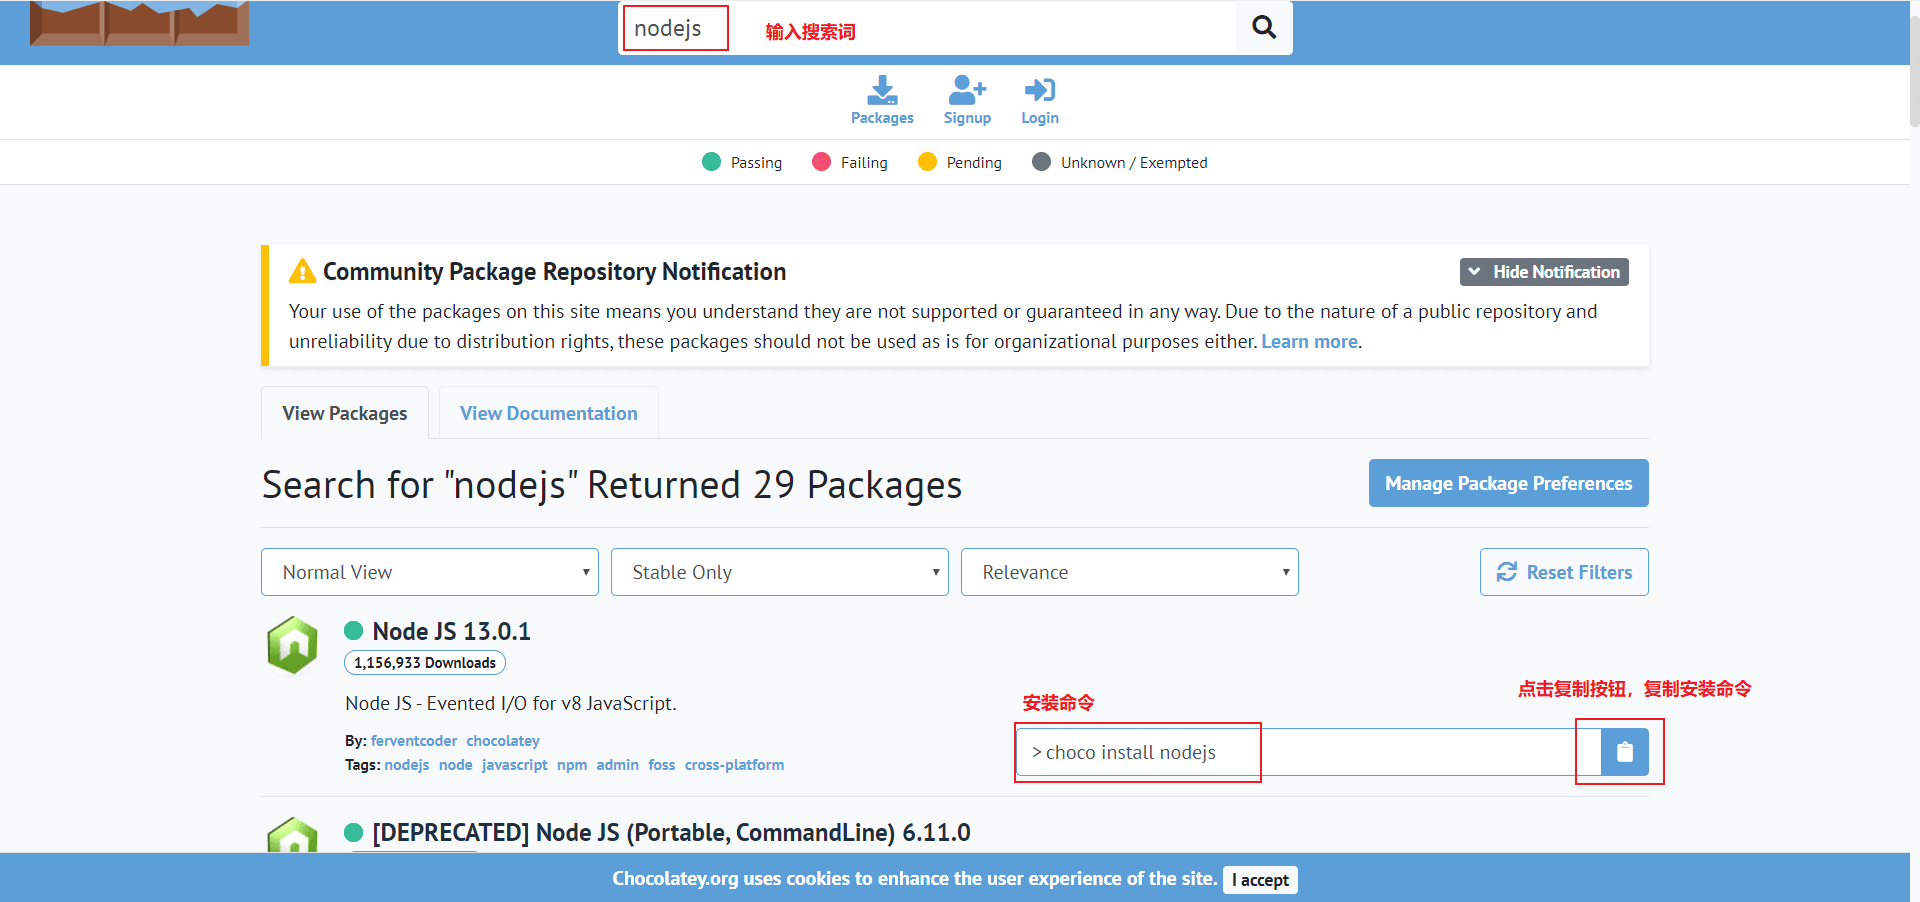 nodejs
输入搜索词
Packages
Signup
Login
Passing
Failing
Pending
Unknown / Exempted
Community Package Repository Notification
Hide Notification
Your use of the packages on this site means you understand they are not supported or guaranteed in any way. Due to the nature of a public repository and
unreliability due to distribution rights, these packages should not be used as is for organizational purposes either. Learn more.
View Packages
View Documentation
Search for "nodejs" Returned 29 Packages
Manage Package Preferences
Normal View
Stable Only
Relevance
Reset Filters
Node JS 13.0.1
1,156,933 Downloads
Node JS - Evented I/O for v8 JavaScript.
By: ferventcoder chocolatey
Tags: nodejs node javascript npm admin foss cross-platform
安装命令
点击复制按钮，复制安装命令
> choco install nodejs
[DEPRECATED] Node JS (Portable, CommandLine) 6.11.0
Chocolatey.org uses cookies to enhance the user experience of the site.
I accept